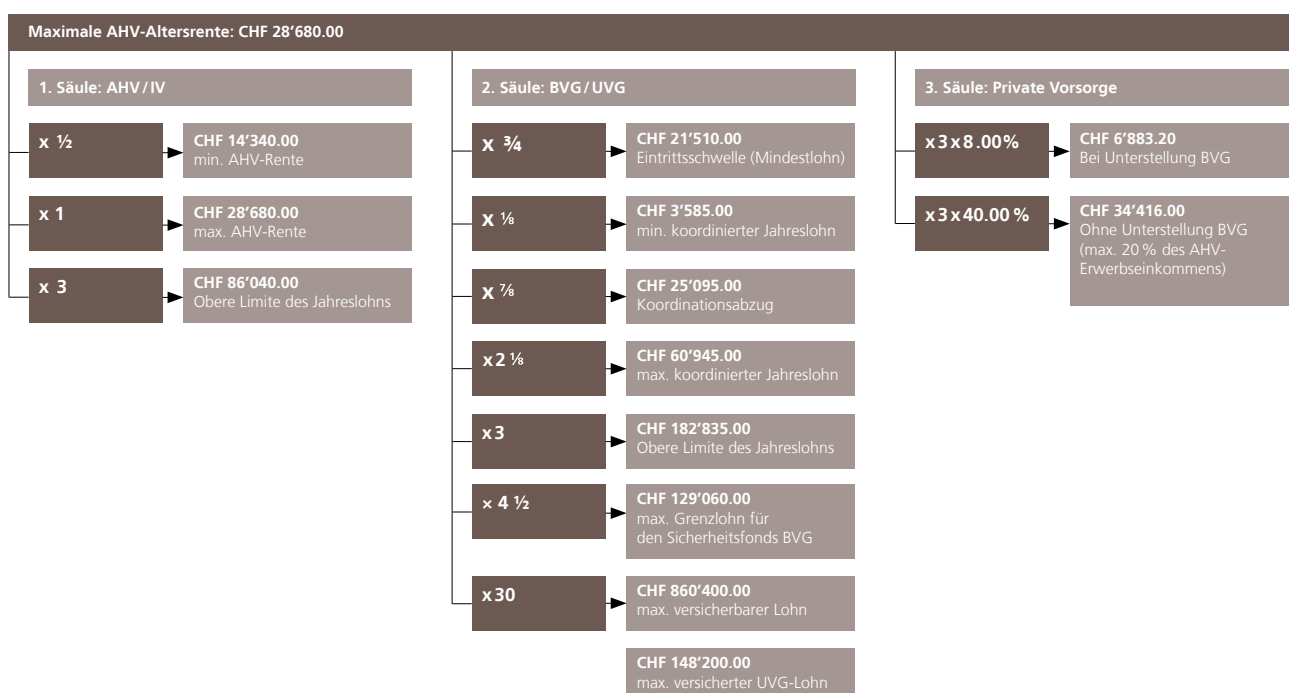 Maximale AHV-Altersrente: CHF 28’680.00
1. Säule: AHV/IV
x ½
CHF 14’340.00
min. AHV-Rente
x 1
CHF 28’680.00
max. AHV-Rente
x 3
CHF 86’040.00
Obere Limite des Jahreslohns
2. Säule: BVG/UVG
x ¾
CHF 21’510.00
Eintrittsschwelle (Mindestlohn)
x ⅛
CHF 3’585.00
min. koordinierter Jahreslohn
x ⅞
CHF 25’095.00
Koordinationsabzug
x 2 ⅛
CHF 60’945.00
max. koordinierter Jahreslohn
x 3
CHF 182’835.00
Obere Limite des Jahreslohns
x 4 ½
CHF 129’060.00
max. Grenzlohn für
den Sicherheitsfonds BVG
x 30
CHF 860’400.00
max. versicherbarer Lohn
CHF 148’200.00
max. versicherter UVG-Lohn
3. Säule: Private Vorsorge
x 3 x 8.00%
CHF 6’883.20
Bei Unterstellung BVG
x 3 x 40.00 %
CHF 34’416.00
Ohne Unterstellung BVG
(max. 20 % des AHV-
Erwerbseinkommens)